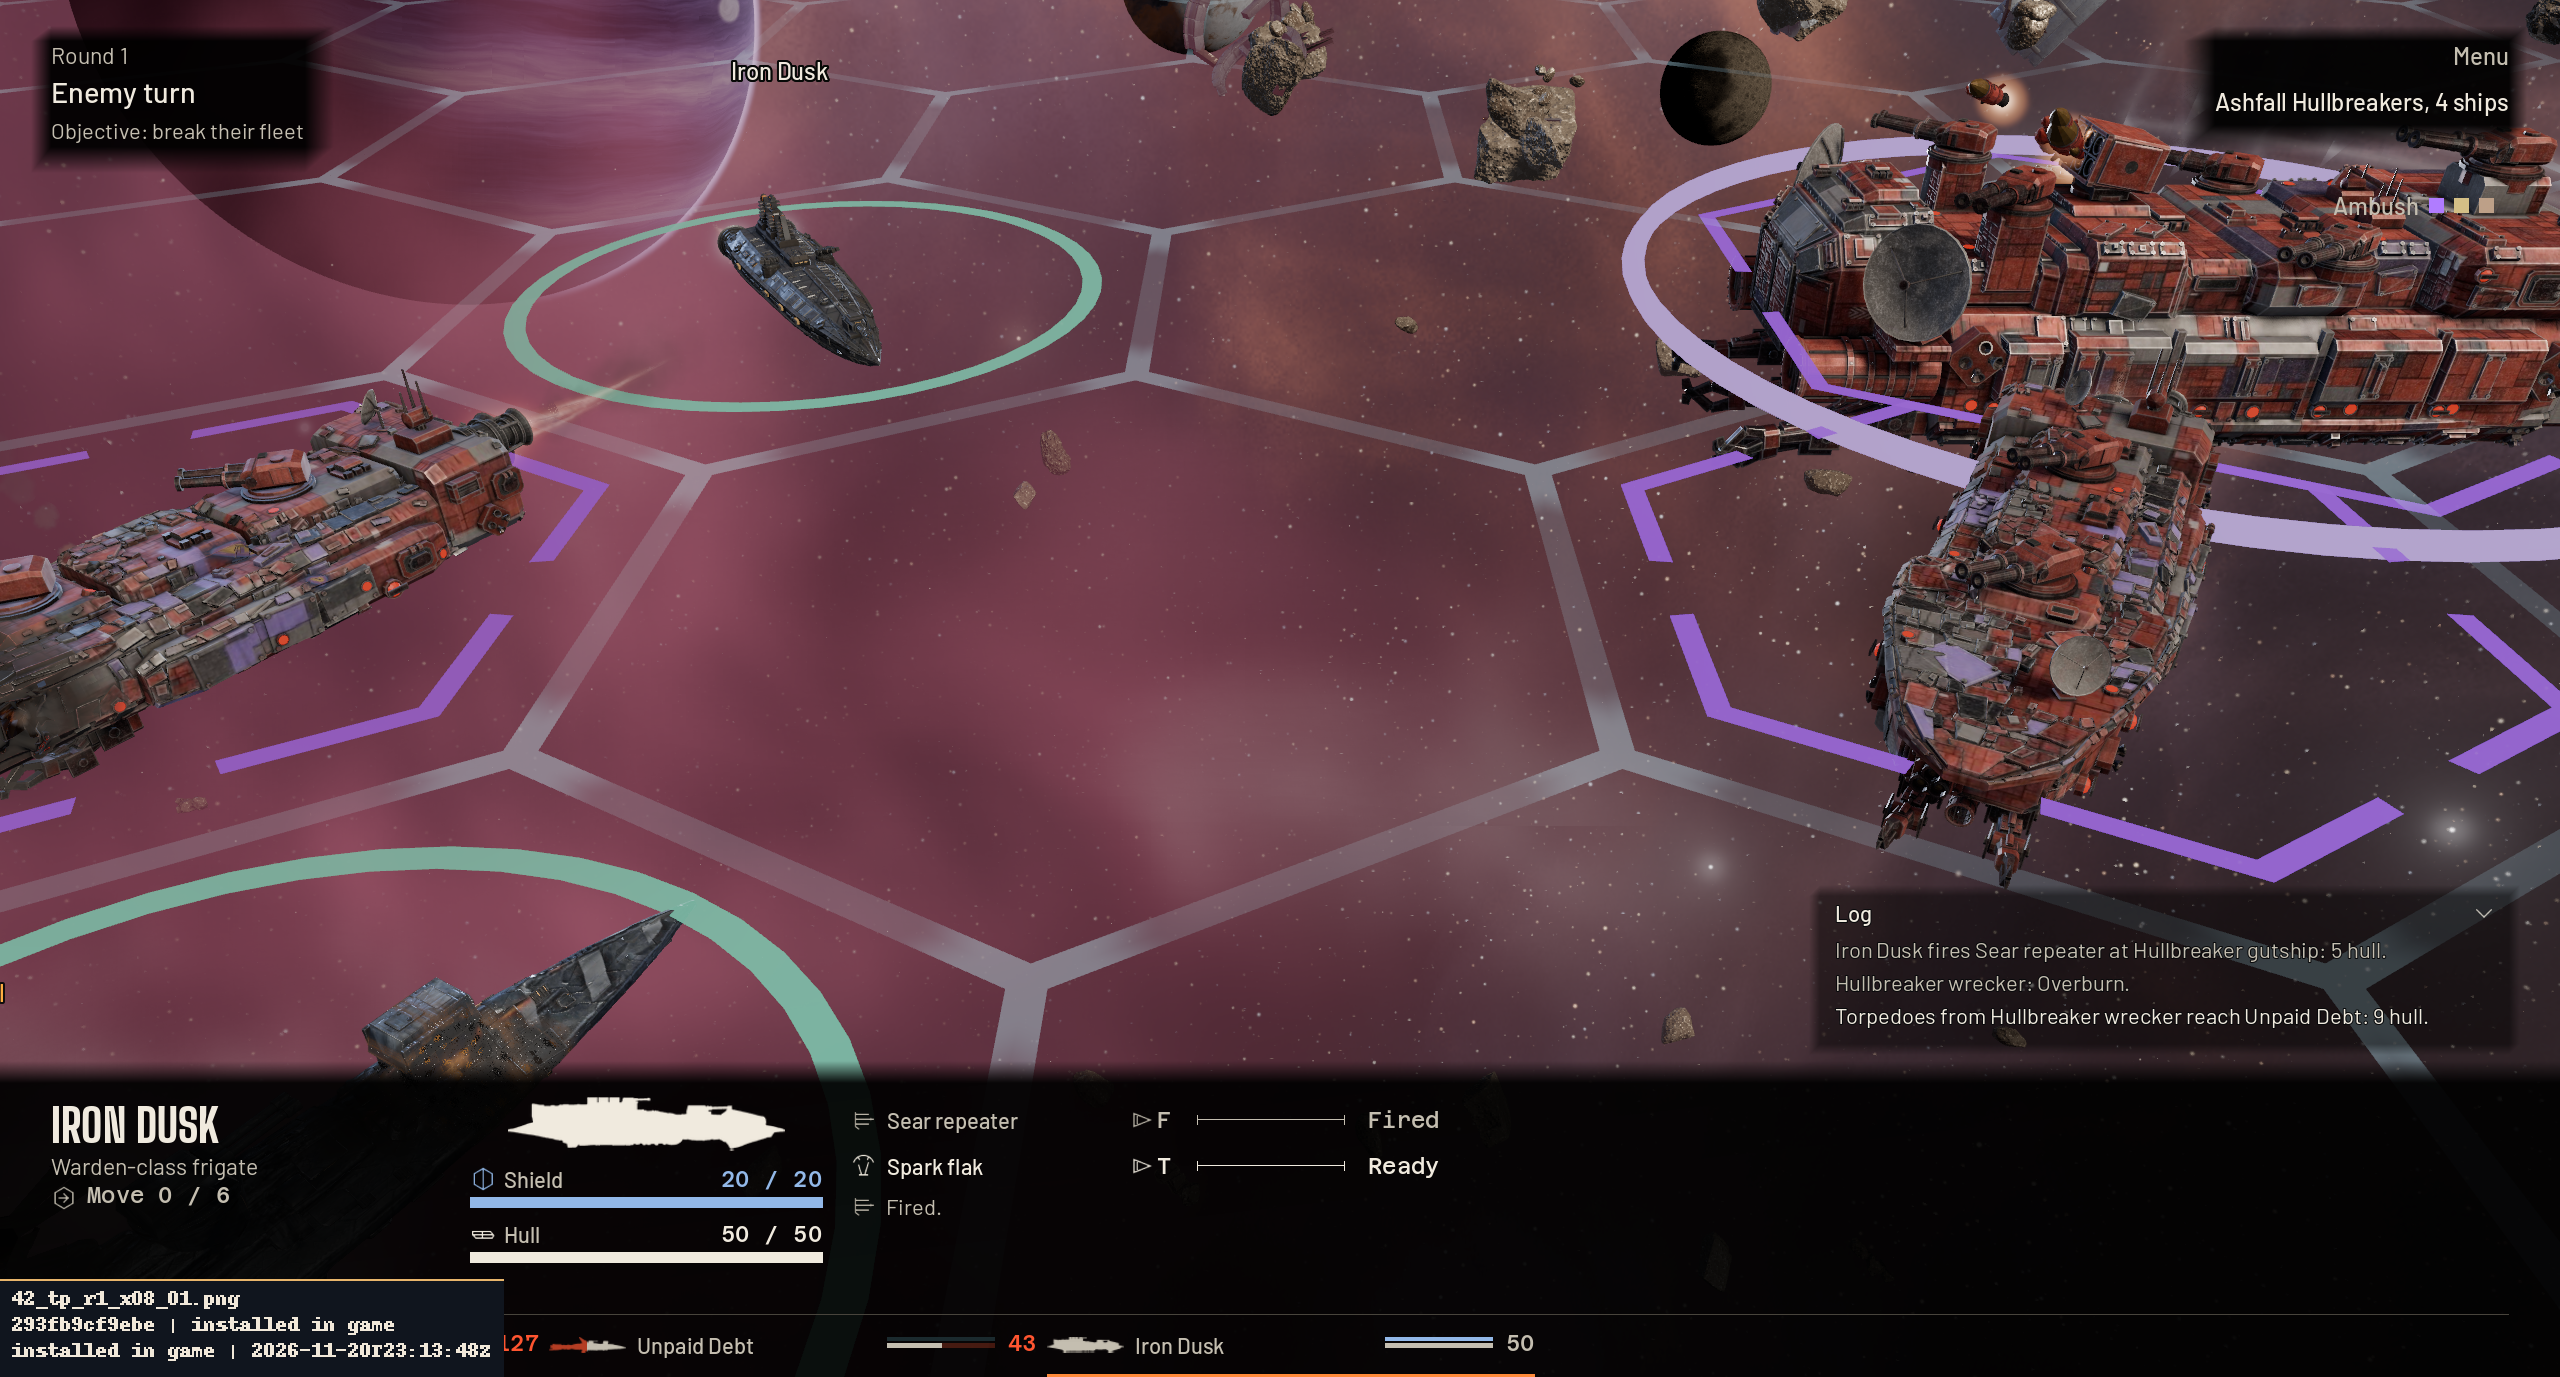 Round 1
Enemy turn
Objective: break their fleet
Iron Dusk
Menu
Ashfall Hullbreakers, 4 ships
Ambush
Log
Iron Dusk fires Sear repeater at Hullbreaker gutship: 5 hull.
Hullbreaker wrecker: Overburn.
Torpedoes from Hullbreaker wrecker reach Unpaid Debt: 9 hull.
IRON DUSK
Warden-class frigate
Move 0 / 6
Shield 20 / 20
Hull 50 / 50
Sear repeater F Fired
Spark flak T Ready
Fired.
42_tp_r1_x08_01.png
293fb9cf9ebe | installed in game
installed in game | 2026-11-20T23:13:48Z
127 Unpaid Debt 43 Iron Dusk 50